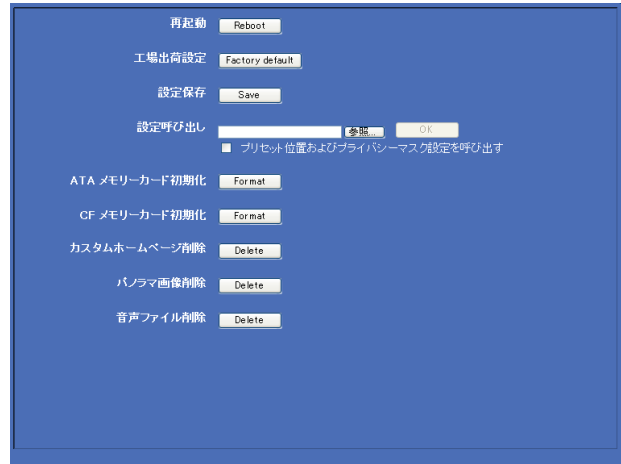 再起動 Reboot
工場出荷設定 Factory default
設定保存 Save
設定呼び出し 参照... OK
プリセット位置およびプライバシーマスク設定を呼び出す
ATA メモリーカード初期化 Format
CF メモリーカード初期化 Format
カスタムホームページ削除 Delete
パノラマ画像削除 Delete
音声ファイル削除 Delete